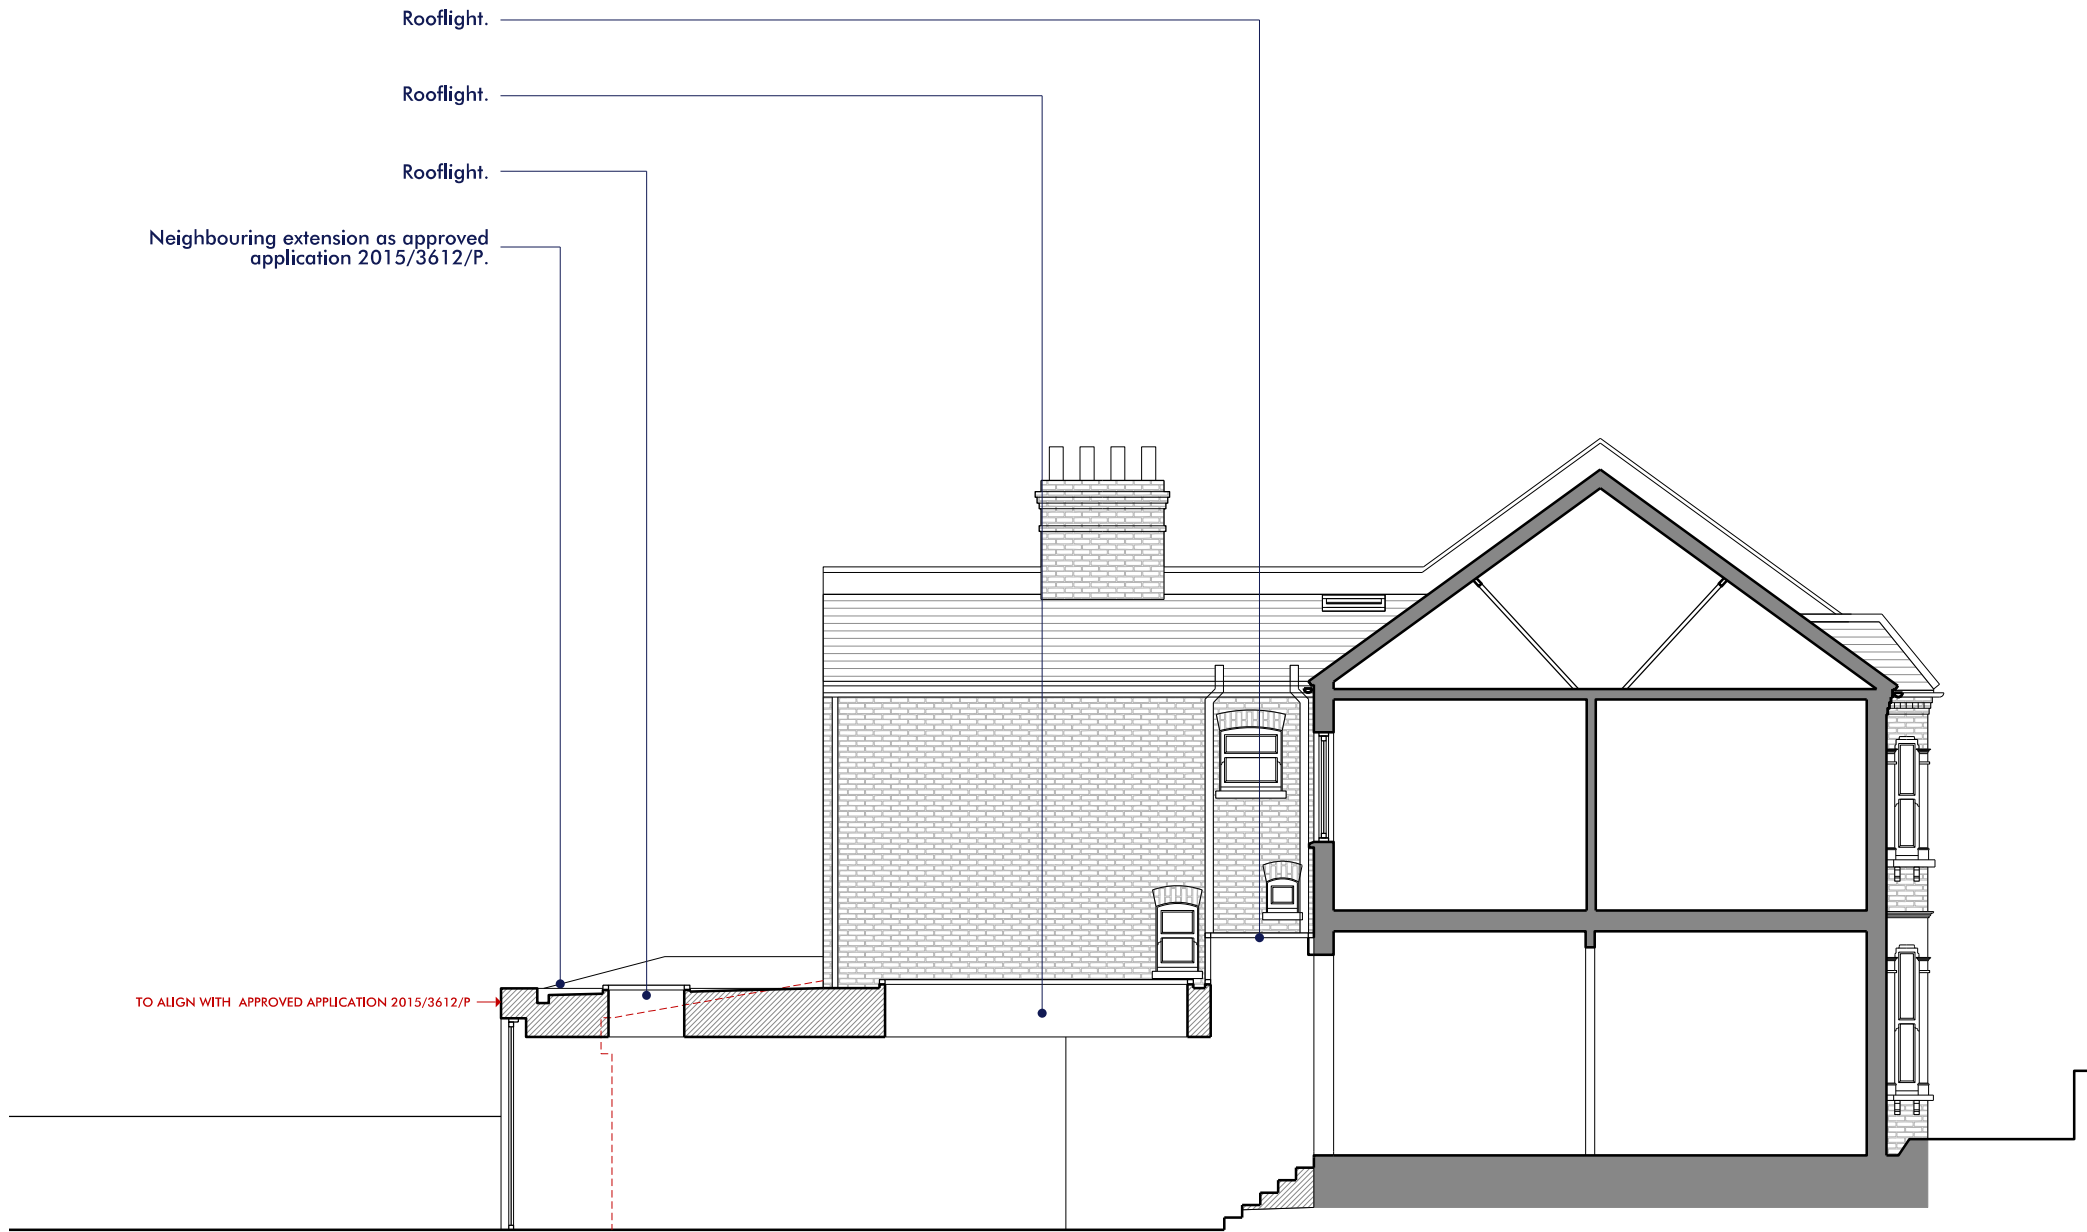 Rooflight.
Rooflight.
Rooflight.
Neighbouring extension as approved
application 2015/3612/P.
TO ALIGN WITH APPROVED APPLICATION 2015/3612/P